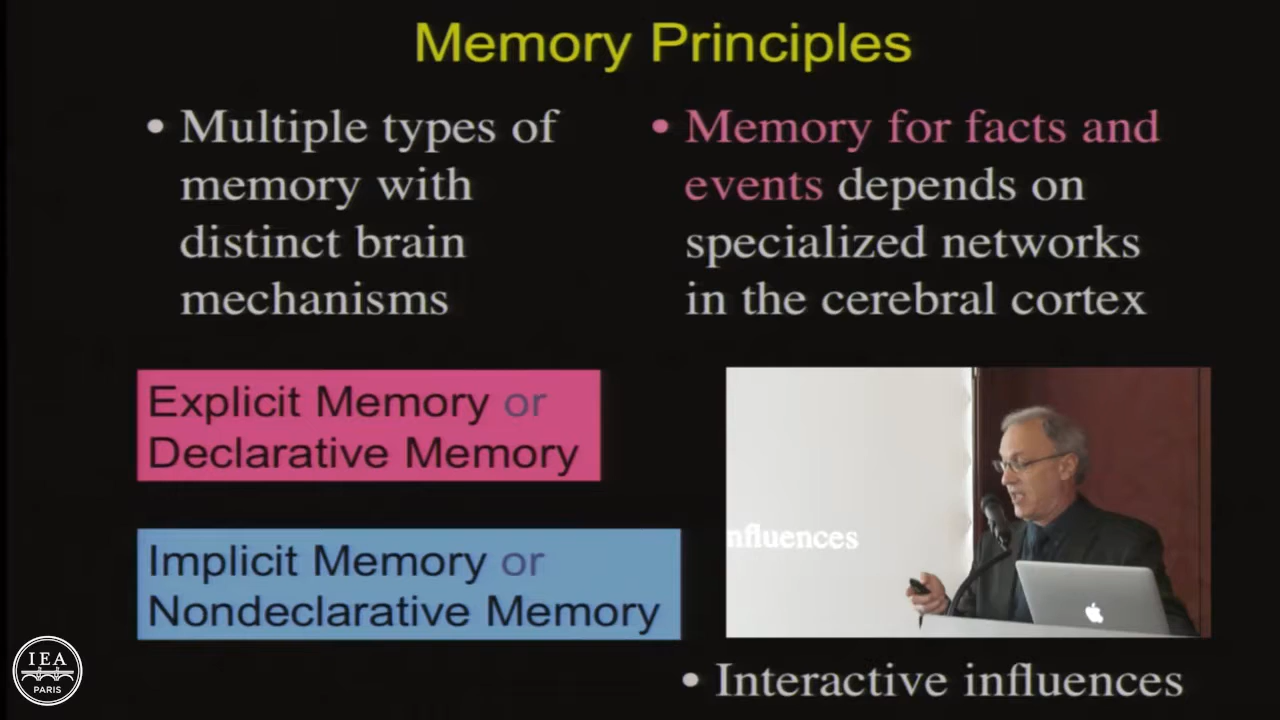 Memory Principles
• Multiple types of
memory with
distinct brain
mechanisms
• Memory for facts and
events depends on
specialized networks
in the cerebral cortex
Explicit Memory or
Declarative Memory
Implicit Memory or
Nondeclarative Memory
nfluences
• Interactive influences
IEA
PARIS